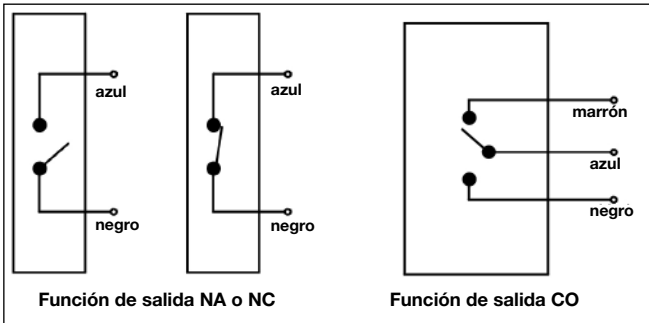 azul
azul
marrón
azul
negro
negro
negro
Función de salida NA o NC
Función de salida CO